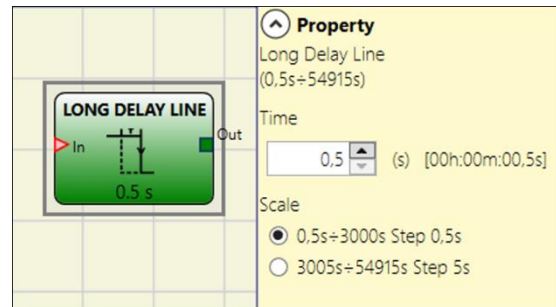 LONG DELAY LINE
In
Out
0.5 s
Property
Long Delay Line
(0,5s÷54915s)
Time
0,5 (s) [00h:00m:00,5s]
Scale
0,5s÷3000s Step 0,5s
3005s÷54915s Step 5s